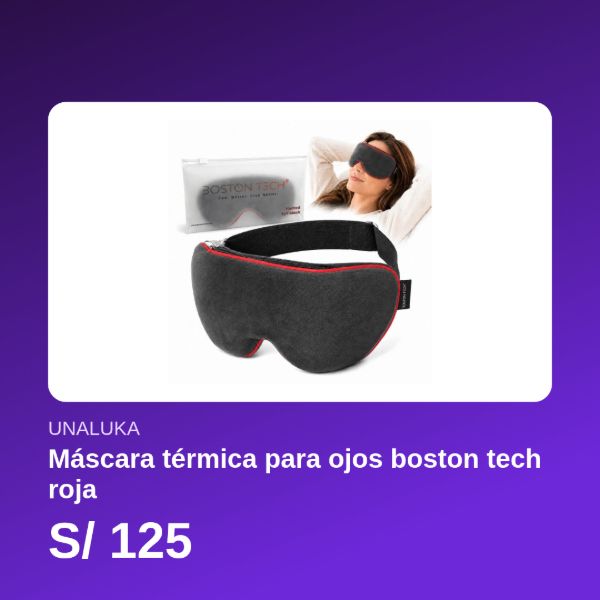 BOSTON TECH
UNALUKA
Máscara térmica para ojos boston tech
roja
S/ 125